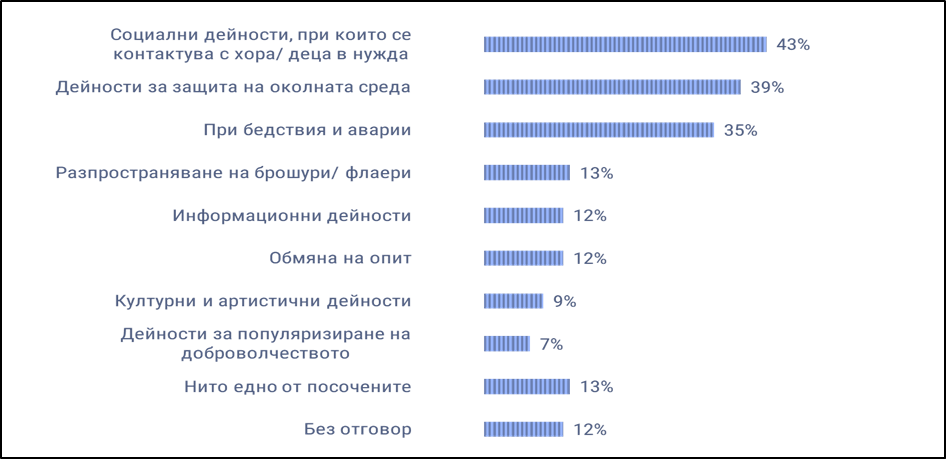 Социални дейности, при които се
контактува с хора/ деца в нужда
43%
Дейности за защита на околната среда
39%
При бедствия и аварии
35%
Разпространяване на брошури/ флаери
13%
Информационни дейности
12%
Обмяна на опит
12%
Културни и артистични дейности
9%
Дейности за популяризиране на
доброволчеството
7%
Нито едно от посочените
13%
Без отговор
12%